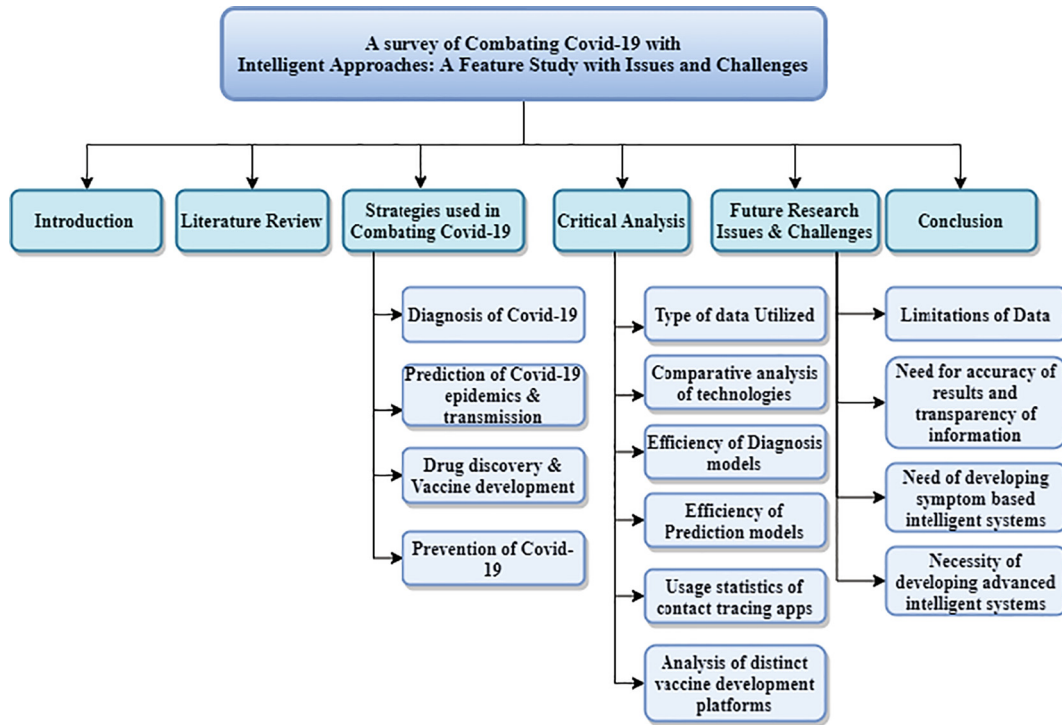 A survey of Combating Covid-19 with
Intelligent Approaches: A Feature Study with Issues and Challenges
Introduction
Literature Review
Strategies used in
Combating Covid-19
Critical Analysis
Future Research
Issues & Challenges
Conclusion
Diagnosis of Covid-19
Prediction of Covid-19
epidemics &
transmission
Drug discovery &
Vaccine development
Prevention of Covid-
19
Type of data Utilized
Comparative analysis
of technologies
Efficiency of Diagnosis
models
Efficiency of
Prediction models
Usage statistics of
contact tracing apps
Analysis of distinct
vaccine development
platforms
Limitations of Data
Need for accuracy of
results and
transparency of
information
Need of developing
symptom based
intelligent systems
Necessity of
developing advanced
intelligent systems